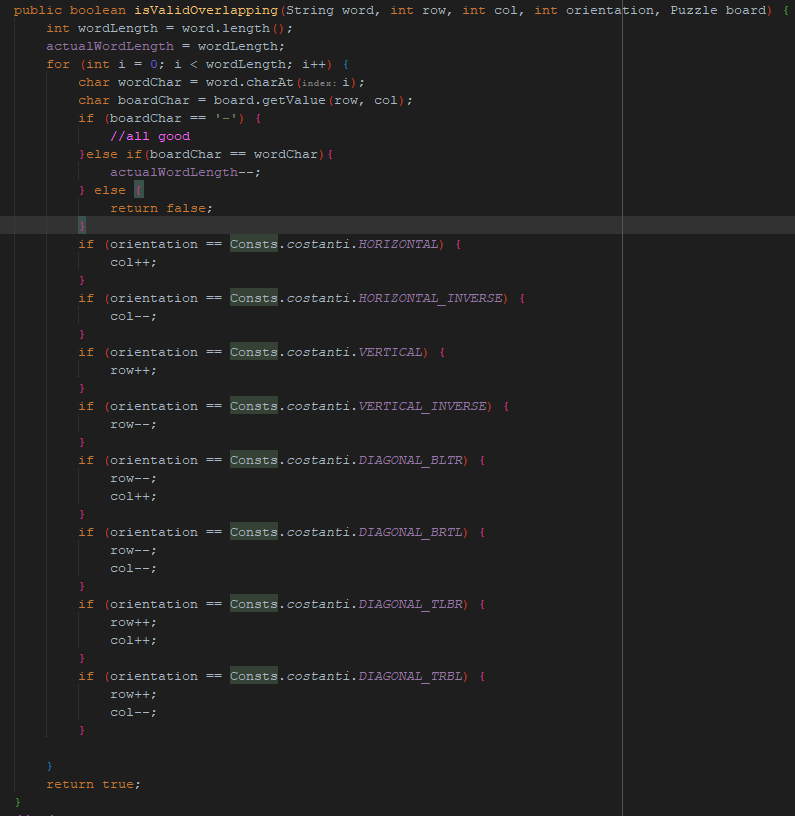 public boolean isValidOverlapping(String word, int row, int col, int orientation, Puzzle board) {
    int wordLength = word.length();
    actualWordLength = wordLength;
    for (int i = 0; i < wordLength; i++) {
        char wordChar = word.charAt(index: i);
        char boardChar = board.getValue(row, col);
        if (boardChar == '-') {
            //all good
        }else if(boardChar == wordChar){
            actualWordLength--;
        } else {
            return false;
        }
        if (orientation == Consts.costanti.HORIZONTAL) {
            col++;
        }
        if (orientation == Consts.costanti.HORIZONTAL_INVERSE) {
            col--;
        }
        if (orientation == Consts.costanti.VERTICAL) {
            row++;
        }
        if (orientation == Consts.costanti.VERTICAL_INVERSE) {
            row--;
        }
        if (orientation == Consts.costanti.DIAGONAL_BLTR) {
            row--;
            col++;
        }
        if (orientation == Consts.costanti.DIAGONAL_BRTL) {
            row--;
            col--;
        }
        if (orientation == Consts.costanti.DIAGONAL_TLBR) {
            row++;
            col++;
        }
        if (orientation == Consts.costanti.DIAGONAL_TRBL) {
            row++;
            col--;
        }
    }
    return true;
}